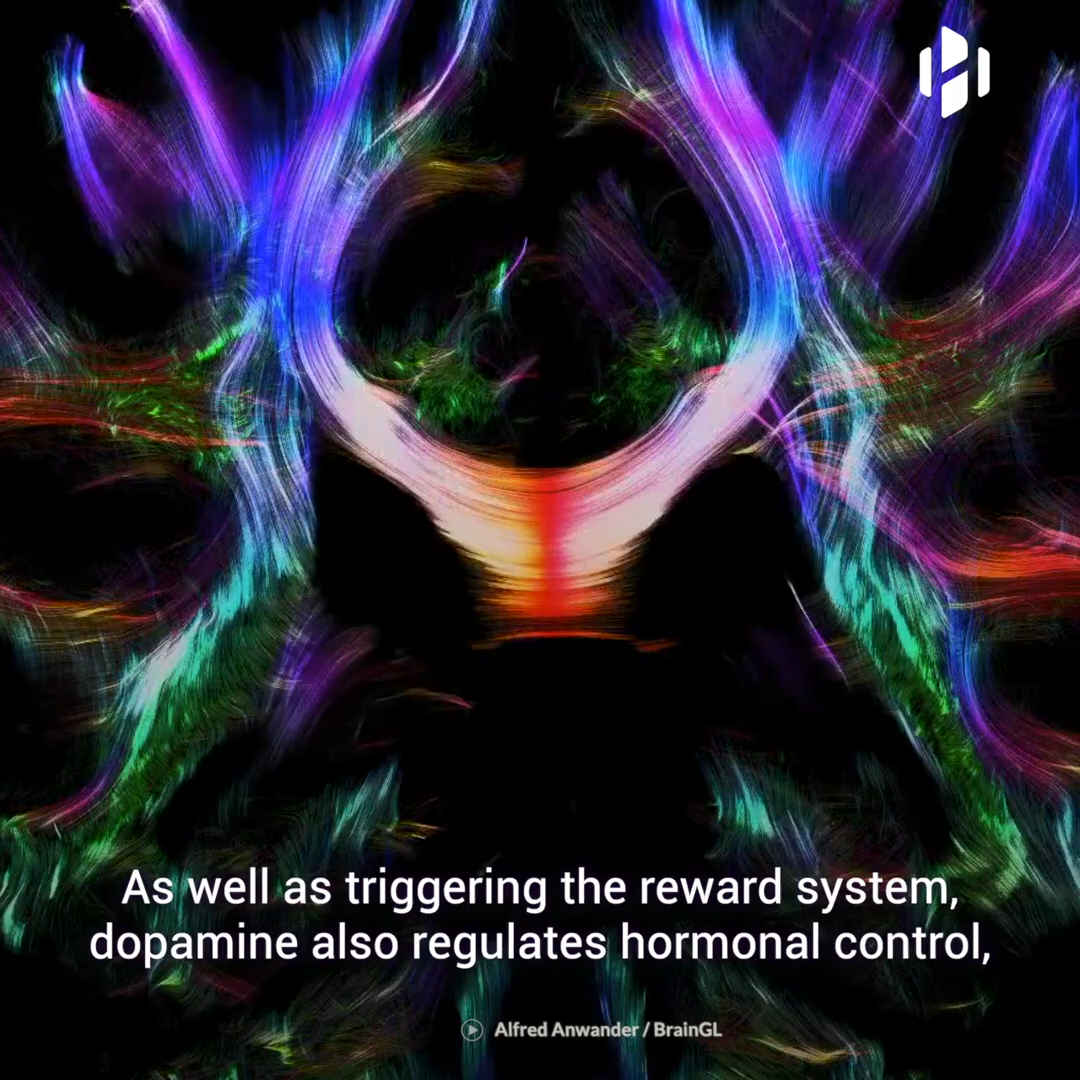 As well as triggering the reward system,
dopamine also regulates hormonal control,
Alfred Anwander / BrainGL